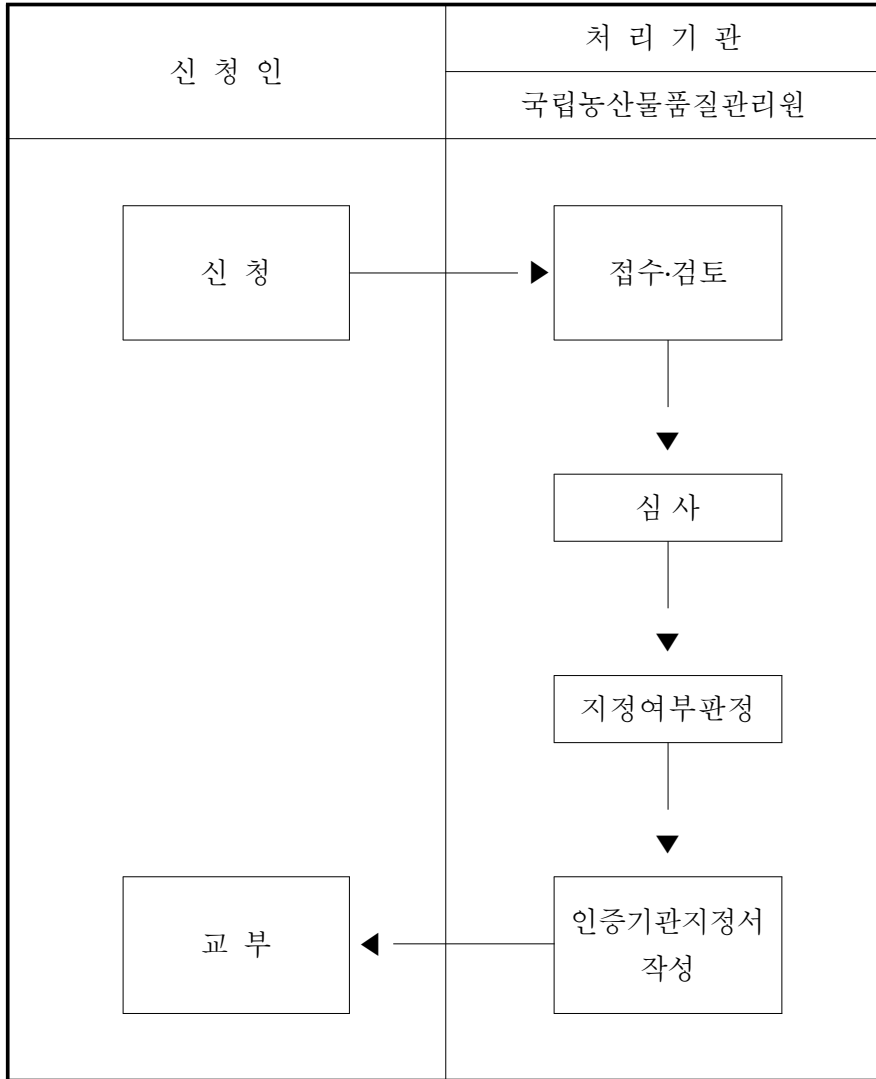 신 청 인
처 리 기 관
국립농산물품질관리원
신 청
접수·검토
심 사
지정여부판정
인증기관지정서
작성
교 부